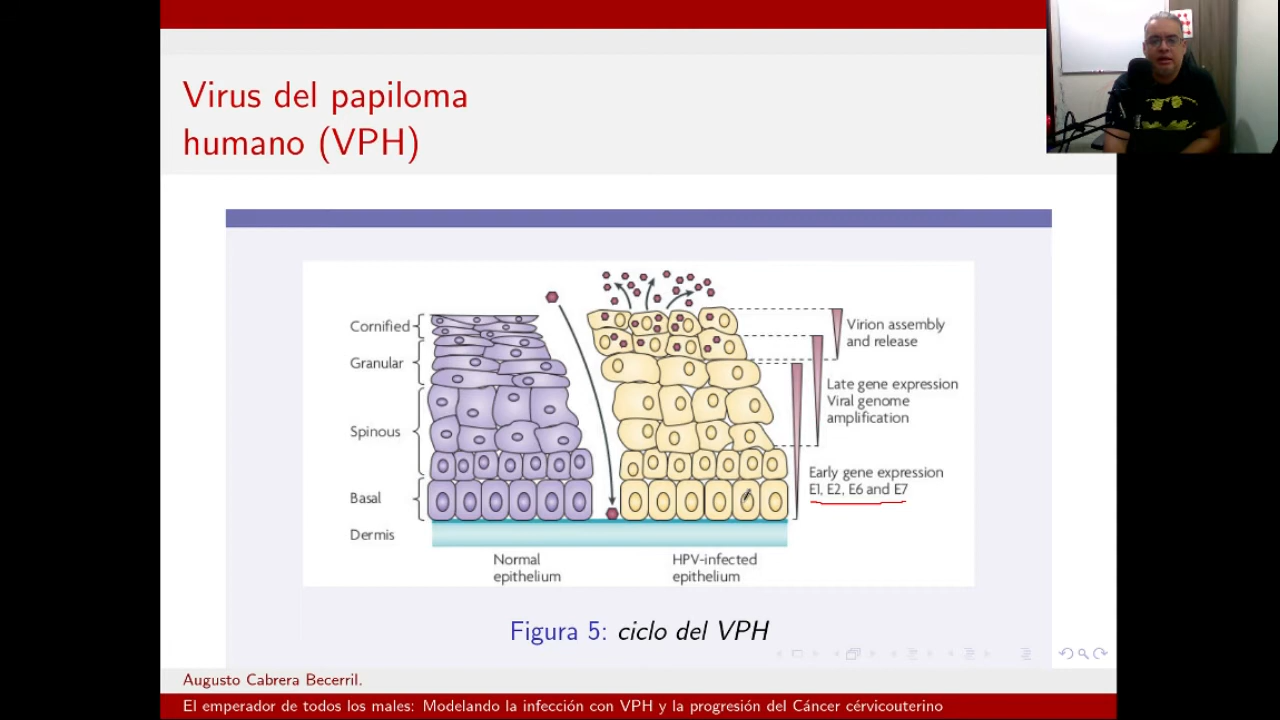 Virus del papiloma
humano (VPH)
Cornified
Granular
Spinous
Basal
Dermis
Normal
epithelium
HPV-infected
epithelium
Virion assembly
and release
Late gene expression
Viral genome
amplification
Early gene expression
E1, E2, E6 and E7
Figura 5: ciclo del VPH
Augusto Cabrera Becerril.
El emperador de todos los males: Modelando la infección con VPH y la progresión del Cáncer cérvicouterino